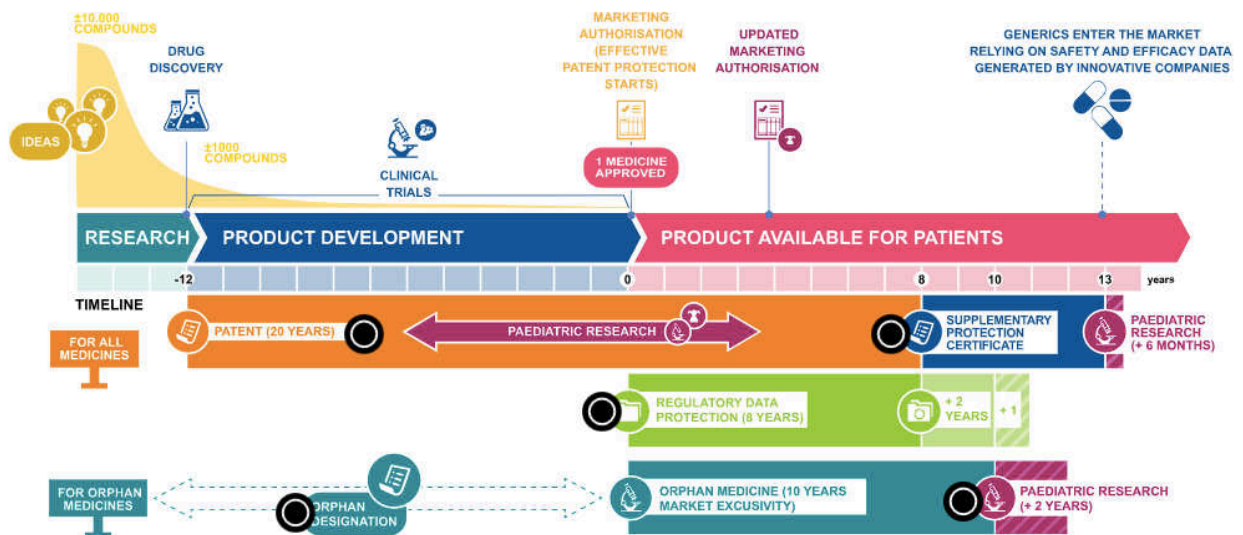 ±10.000
COMPOUNDS
IDEAS
DRUG
DISCOVERY
±1000
COMPOUNDS
CLINICAL
TRIALS
MARKETING
AUTHORISATION
(EFFECTIVE
PATENT PROTECTION
STARTS)
1 MEDICINE
APPROVED
UPDATED
MARKETING
AUTHORISATION
GENERICS ENTER THE MARKET
RELYING ON SAFETY AND EFFICACY DATA
GENERATED BY INNOVATIVE COMPANIES
RESEARCH
PRODUCT DEVELOPMENT
PRODUCT AVAILABLE FOR PATIENTS
-12
0
8
10
13
years
TIMELINE
FOR ALL
MEDICINES
PATENT (20 YEARS)
PAEDIATRIC RESEARCH
SUPPLEMENTARY
PROTECTION
CERTIFICATE
PAEDIATRIC
RESEARCH
(+ 6 MONTHS)
REGULATORY DATA
PROTECTION (8 YEARS)
+ 2
YEARS
+ 1
FOR ORPHAN
MEDICINES
ORPHAN
DESIGNATION
ORPHAN MEDICINE (10 YEARS
MARKET EXCUSIVITY)
PAEDIATRIC RESEARCH
(+ 2 YEARS)